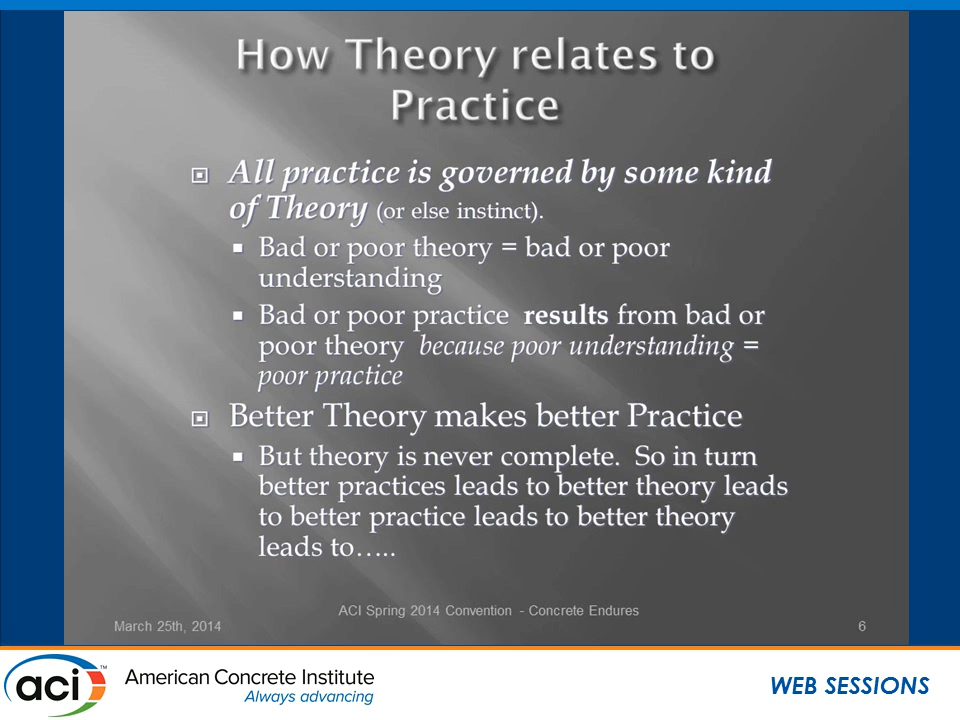 How Theory relates to
Practice
All practice is governed by some kind
of Theory (or else instinct).
Bad or poor theory = bad or poor
understanding
Bad or poor practice results from bad or
poor theory because poor understanding =
poor practice
Better Theory makes better Practice
But theory is never complete. So in turn
better practices leads to better theory leads
to better practice leads to better theory
leads to…..
ACI Spring 2014 Convention - Concrete Endures
March 25th, 2014
6
aci™
American Concrete Institute
Always advancing
WEB SESSIONS